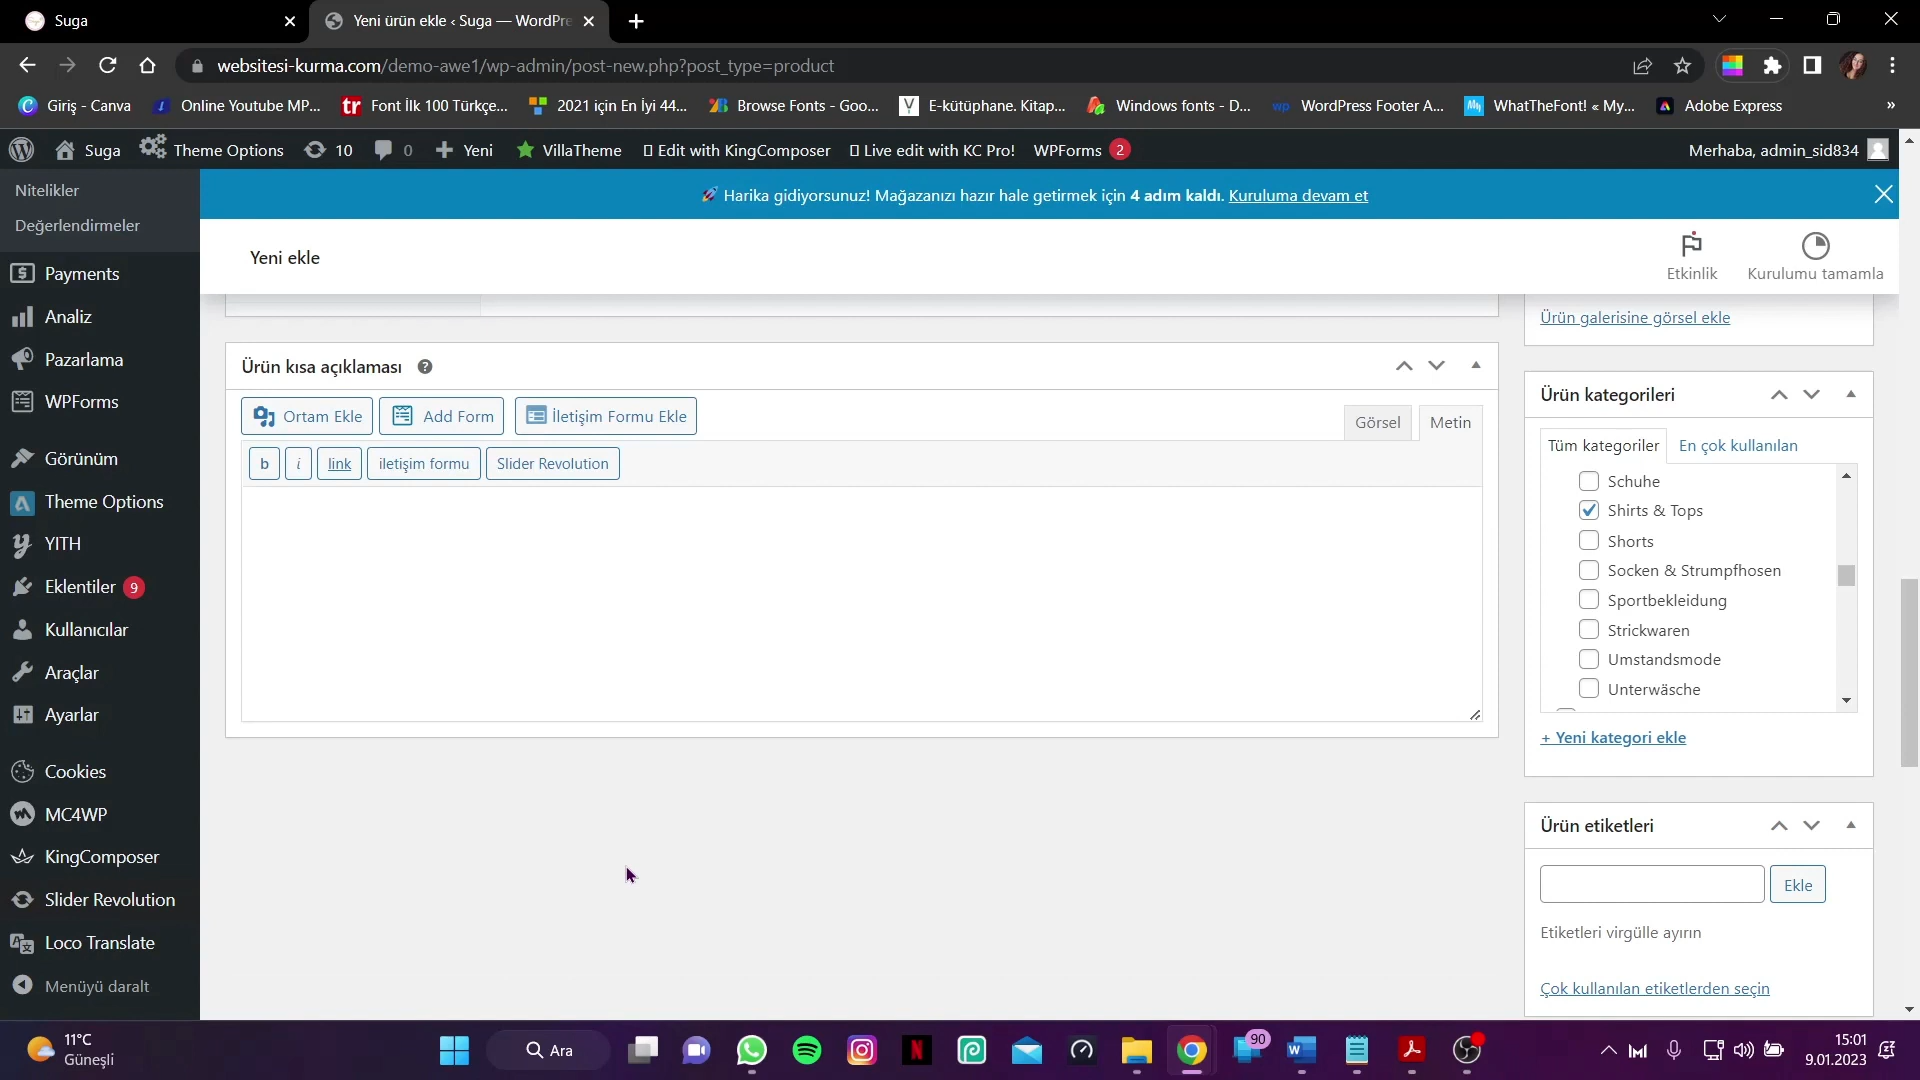 Suga
Yeni ürün ekle ‹ Suga — WordPre
websitesi-kurma.com/demo-awe1/wp-admin/post-new.php?post_type=product
Giriş - Canva
Online Youtube MP...
Font İlk 100 Türkçe...
2021 için En İyi 44...
Browse Fonts - Goo...
E-kütüphane. Kitap...
Windows fonts - D...
WordPress Footer A...
WhatTheFont! « My...
Adobe Express
»
Suga
Theme Options
10
0
Yeni
VillaTheme
Edit with KingComposer
Live edit with KC Pro!
WPForms 2
Merhaba, admin_sid834
Nitelikler
Değerlendirmeler
Payments
Analiz
Pazarlama
WPForms
Görünüm
Theme Options
YITH
Eklentiler 9
Kullanıcılar
Araçlar
Ayarlar
Cookies
MC4WP
KingComposer
Slider Revolution
Loco Translate
Menüyü daralt
🚀 Harika gidiyorsunuz! Mağazanızı hazır hale getirmek için 4 adım kaldı. Kuruluma devam et
Yeni ekle
Etkinlik
Kurulumu tamamla
Ürün kısa açıklaması
Ortam Ekle
Add Form
İletişim Formu Ekle
Görsel
Metin
b
i
link
iletişim formu
Slider Revolution
Ürün galerisine görsel ekle
Ürün kategorileri
Tüm kategoriler
En çok kullanılan
Schuhe
Shirts & Tops
Shorts
Socken & Strumpfhosen
Sportbekleidung
Strickwaren
Umstandsmode
Unterwäsche
+ Yeni kategori ekle
Ürün etiketleri
Ekle
Etiketleri virgülle ayırın
Çok kullanılan etiketlerden seçin
11°C
Güneşli
Ara
90
15:01
9.01.2023